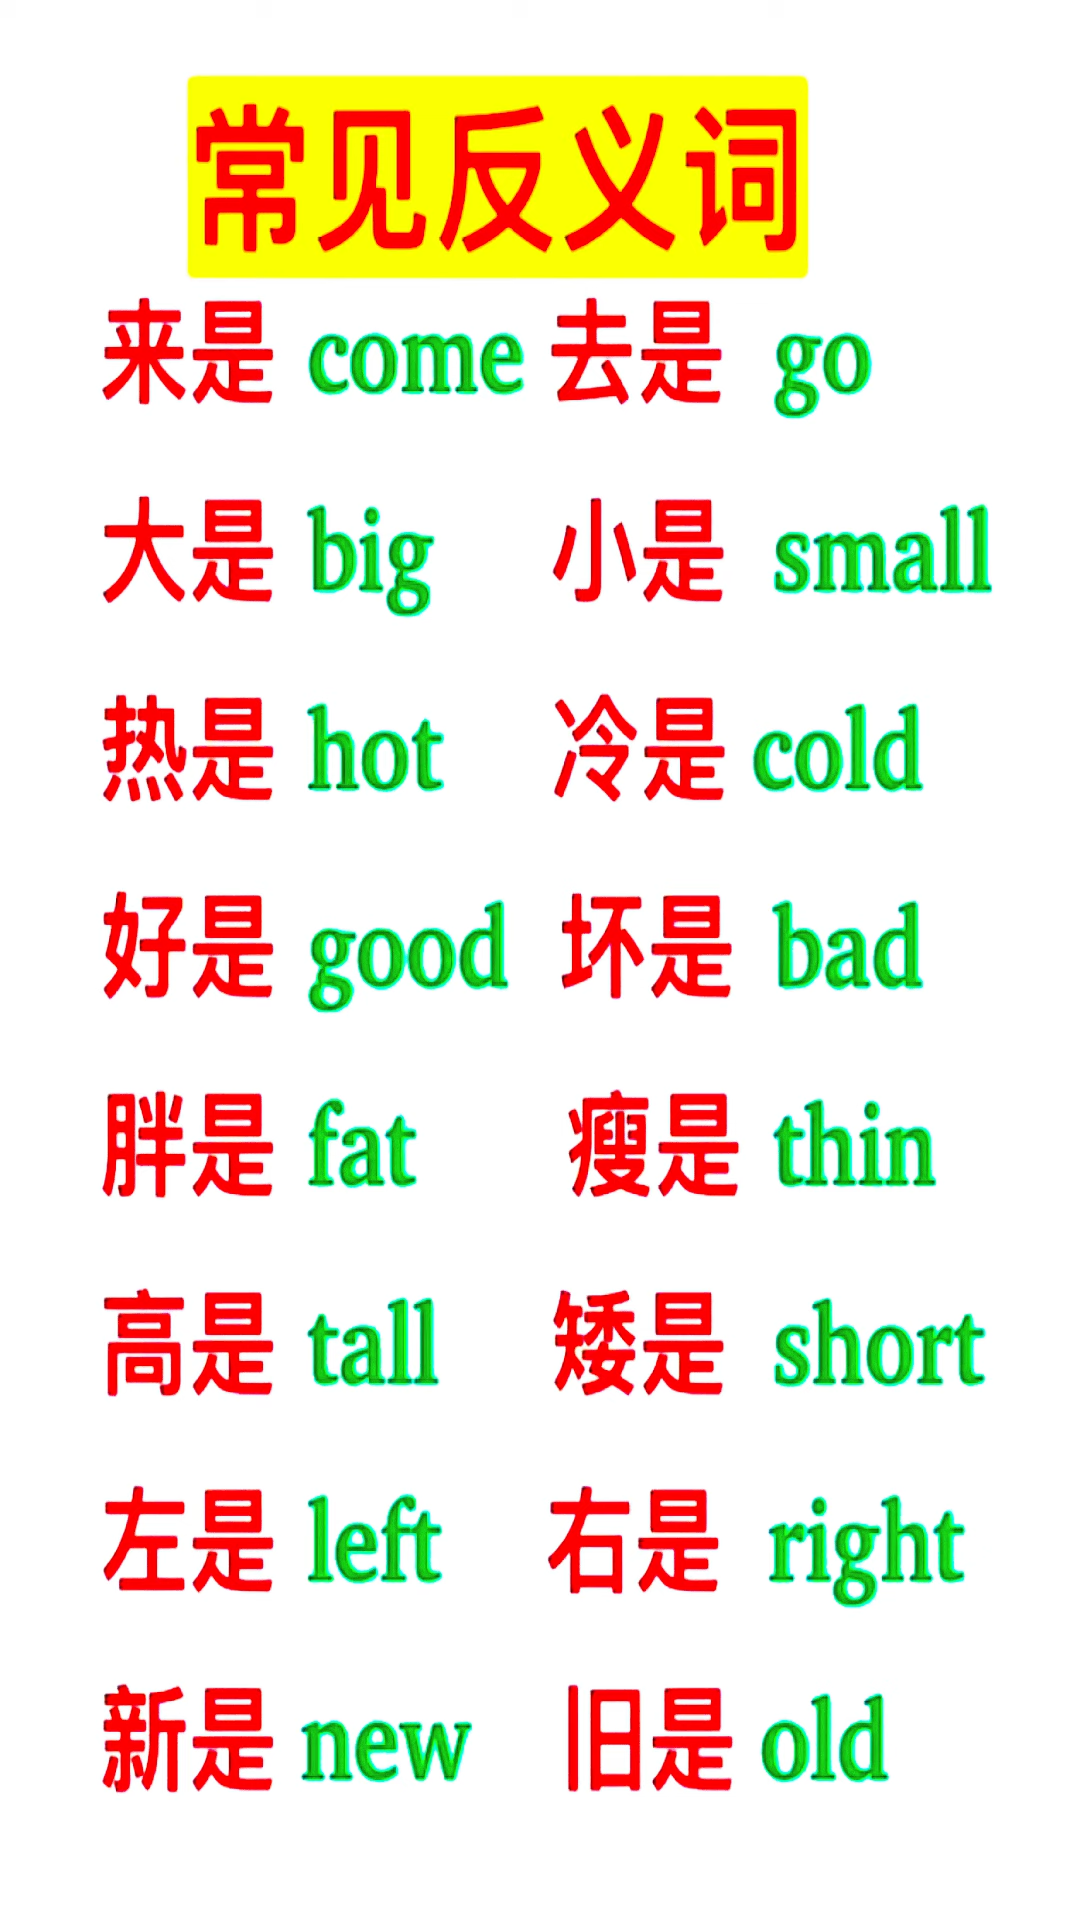 常见反义词
来是 come 去是 go
大是 big 小是 small
热是 hot 冷是 cold
好是 good 坏是 bad
胖是 fat 瘦是 thin
高是 tall 矮是 short
左是 left 右是 right
新是 new 旧是 old